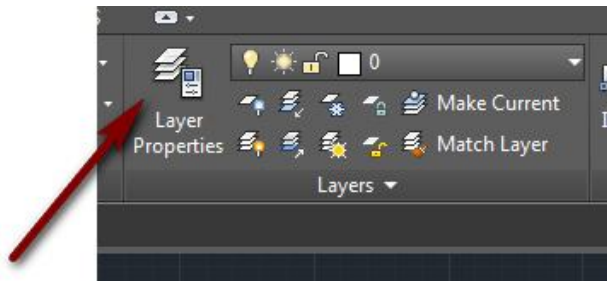 0
Make Current
Layer
Properties
Match Layer
Layers